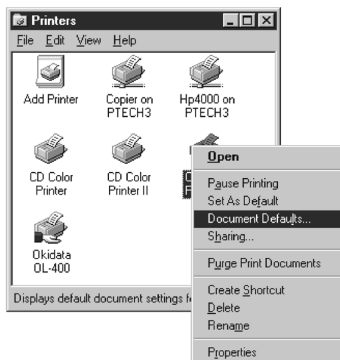 Printers
File Edit View Help
Add Printer
Copier on
PTECH3
Hp4000 on
PTECH3
CD Color
Printer
CD Color
Printer II
Okidata
OL-400
Displays default document settings
Open
Pause Printing
Set As Default
Document Defaults...
Sharing...
Purge Print Documents
Create Shortcut
Delete
Rename
Properties